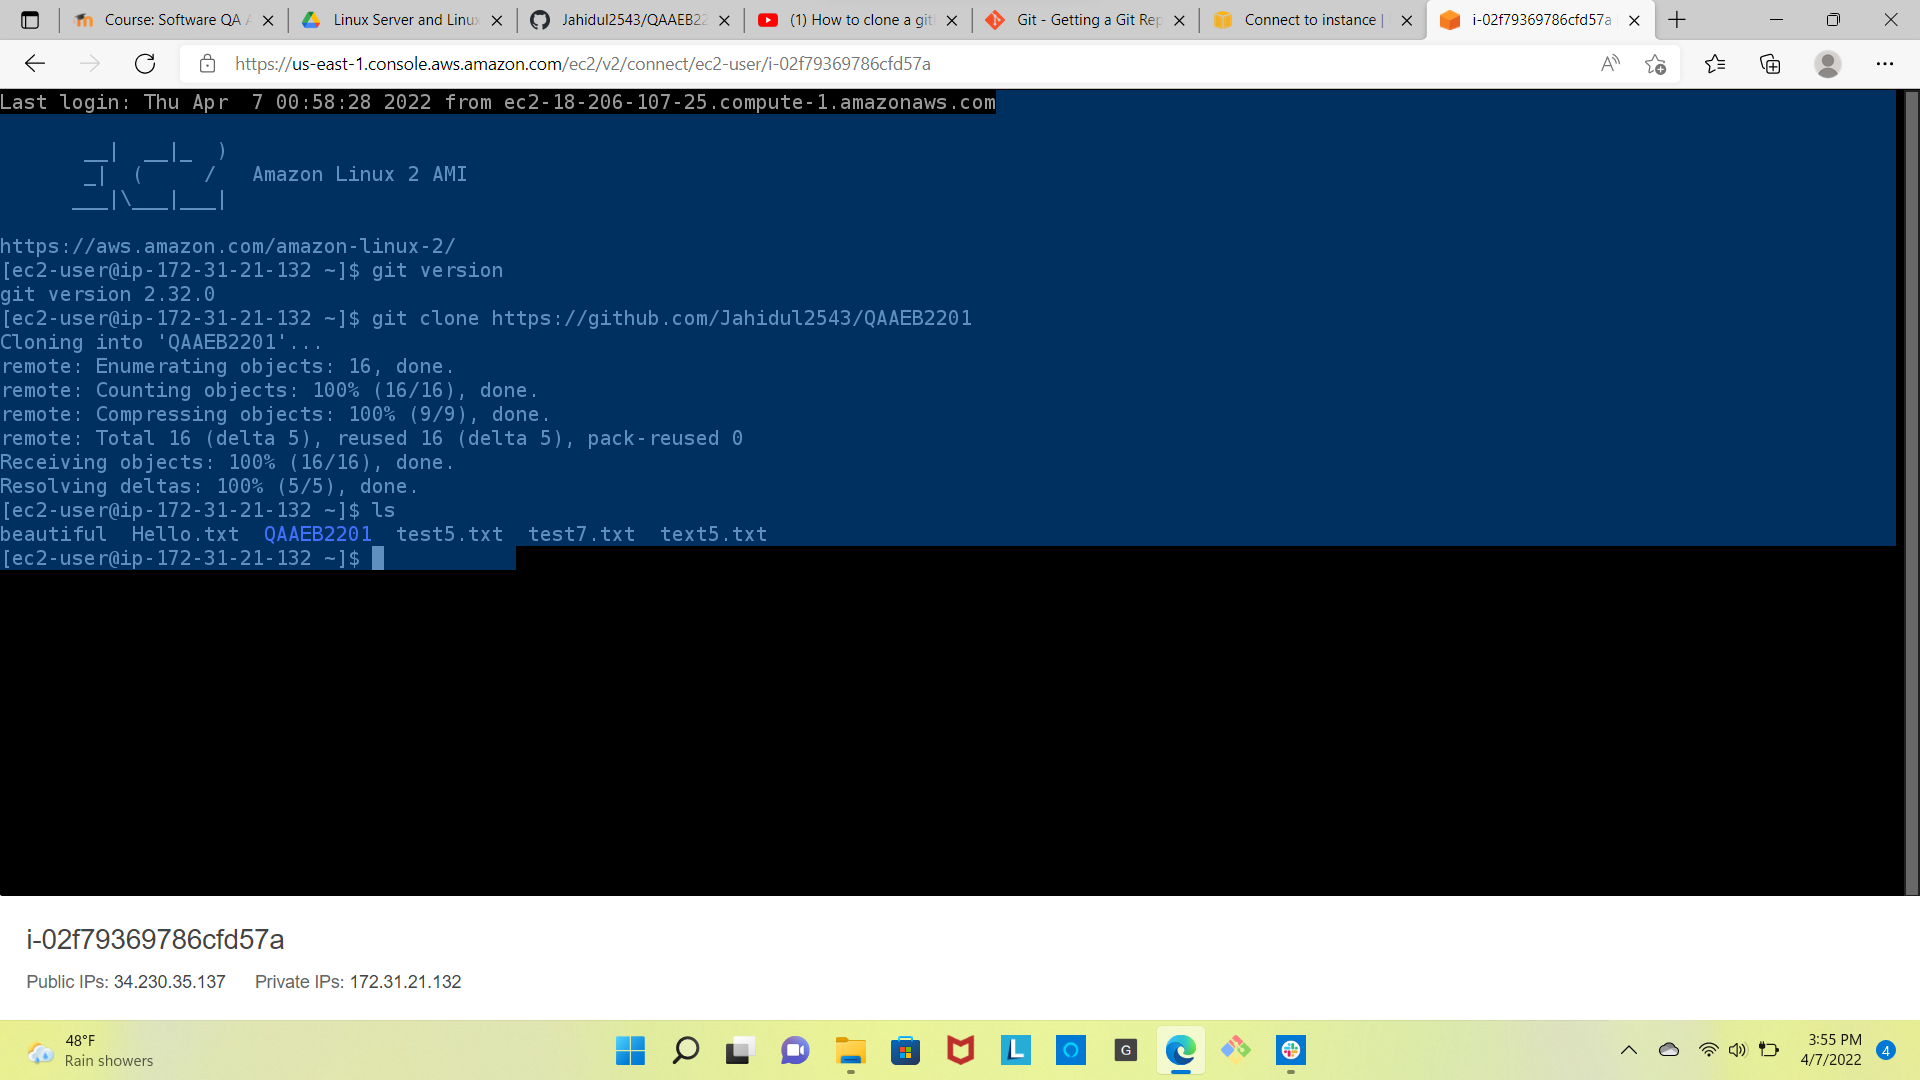 Course: Software QA A
Linux Server and Linux
Jahidul2543/QAAEB22
(1) How to clone a git
Git - Getting a Git Rep
Connect to instance |
i-02f79369786cfd57a
https://us-east-1.console.aws.amazon.com/ec2/v2/connect/ec2-user/i-02f79369786cfd57a
Last login: Thu Apr  7 00:58:28 2022 from ec2-18-206-107-25.compute-1.amazonaws.com
       __|  __|_  )
       _|  (     /   Amazon Linux 2 AMI
      ___|\___|___|
https://aws.amazon.com/amazon-linux-2/
[ec2-user@ip-172-31-21-132 ~]$ git version
git version 2.32.0
[ec2-user@ip-172-31-21-132 ~]$ git clone https://github.com/Jahidul2543/QAAEB2201
Cloning into 'QAAEB2201'...
remote: Enumerating objects: 16, done.
remote: Counting objects: 100% (16/16), done.
remote: Compressing objects: 100% (9/9), done.
remote: Total 16 (delta 5), reused 16 (delta 5), pack-reused 0
Receiving objects: 100% (16/16), done.
Resolving deltas: 100% (5/5), done.
[ec2-user@ip-172-31-21-132 ~]$ ls
beautiful  Hello.txt  QAAEB2201  test5.txt  test7.txt  text5.txt
[ec2-user@ip-172-31-21-132 ~]$
i-02f79369786cfd57a
Public IPs: 34.230.35.137  Private IPs: 172.31.21.132
48°F
Rain showers
L
G
3:55 PM
4/7/2022
4